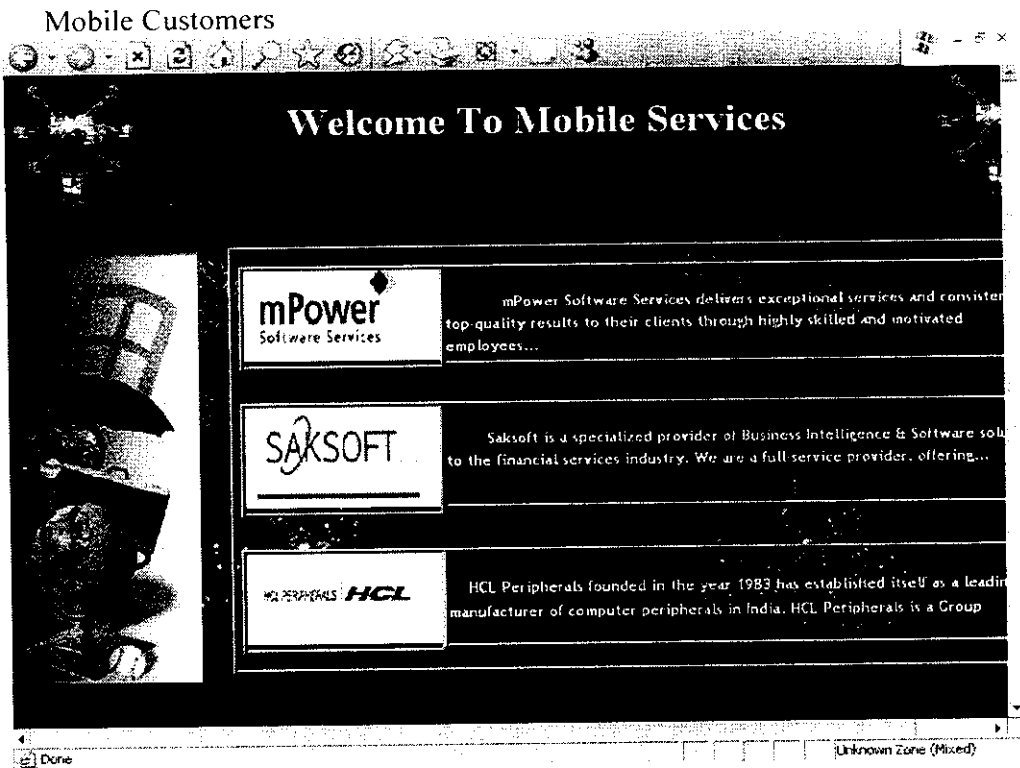 Mobile Customers
Welcome To Mobile Services
mPower
Software Services
mPower Software Services delivers exceptional services and consisten
top-quality results to their clients through highly skilled and motivated
employees...
SAKSOFT
Saksoft is a specialized provider of Business Intelligence & Software solu
to the financial services industry. We are a full-service provider, offering...
HCL PERIPHERALS HCL
HCL Peripherals founded in the year 1983 has established itself as a leadin
manufacturer of computer peripherals in India. HCL Peripherals is a Group
Done
Unknown Zone (Mixed)